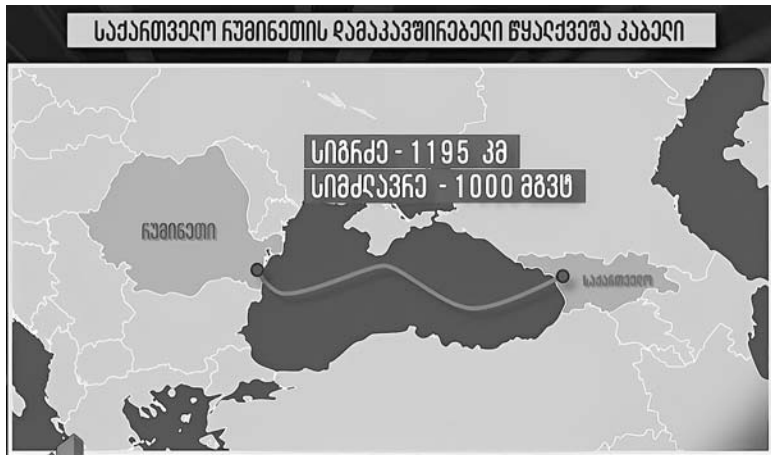 საქართველო რუმინეთის დამაკავშირებელი წყალქვეშა კაბელი
სიგრძე - 1195 კმ
სიმძლავრე - 1000 მგვტ
რუმინეთი
საქართველო